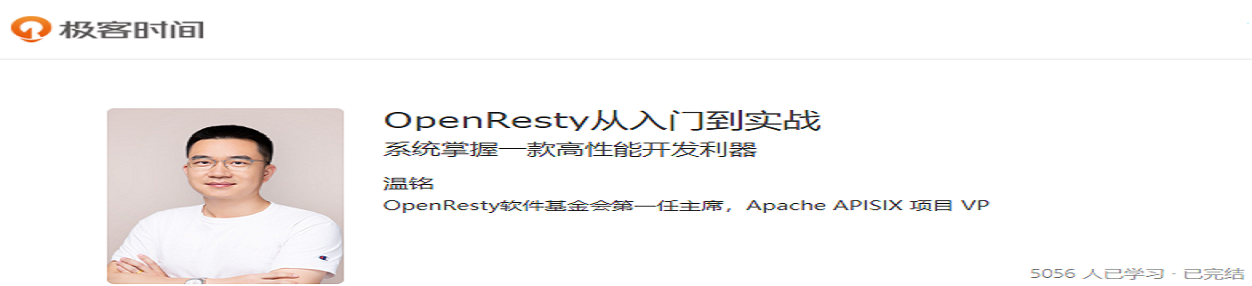 极客时间
OpenResty从入门到实战
系统掌握一款高性能开发利器
温铭
OpenResty软件基金会第一任主席，Apache APISIX 项目 VP
5056 人已学习 · 已完结